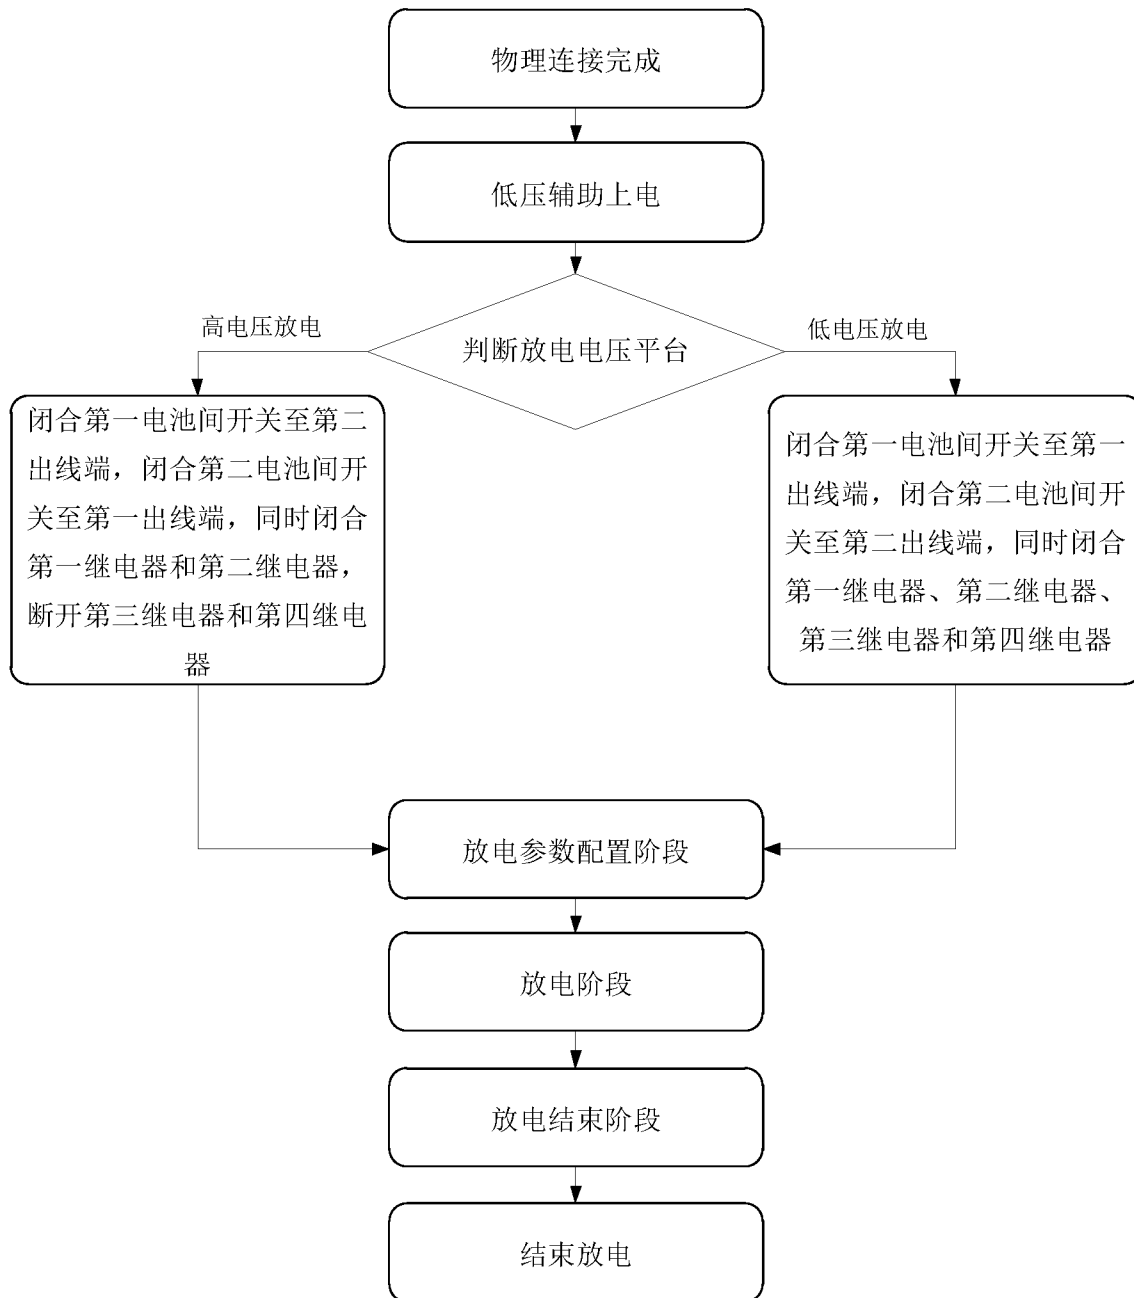 物理连接完成
低压辅助上电
高电压放电
判断放电电压平台
低电压放电
闭合第一电池间开关至第二
出线端，闭合第二电池间开
关至第一出线端，同时闭合
第一继电器和第二继电器，
断开第三继电器和第四继电
器
闭合第一电池间开关至第一
出线端，闭合第二电池间开
关至第二出线端，同时闭合
第一继电器、第二继电器、
第三继电器和第四继电器
放电参数配置阶段
放电阶段
放电结束阶段
结束放电